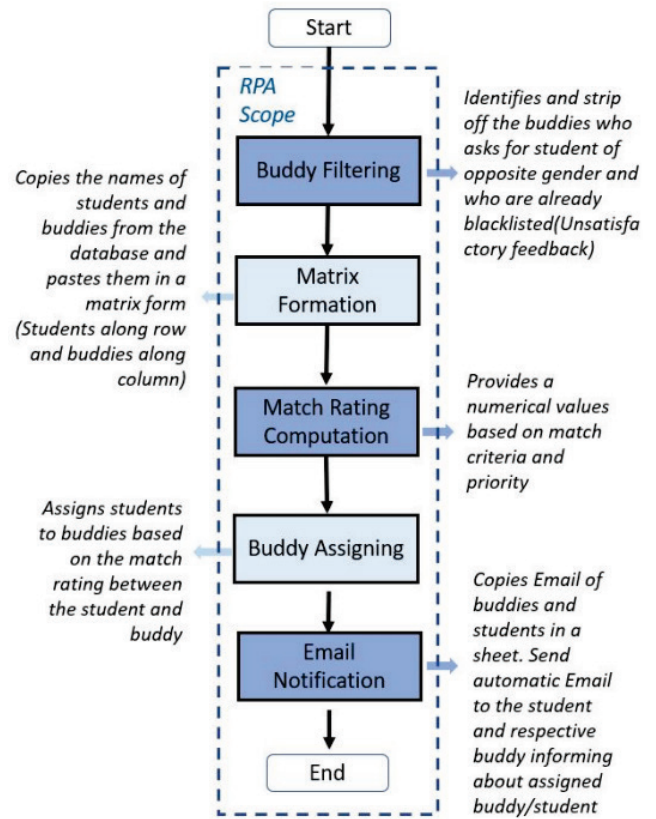 Start
RPA
Scope
Identifies and strip
off the buddies who
asks for student of
opposite gender and
who are already
blacklisted(Unsatisfa
ctory feedback)
Buddy Filtering
Copies the names of
students and
buddies from the
database and
pastes them in a
matrix form
(Students along row
and buddies along
column)
Matrix
Formation
Match Rating
Computation
Provides a
numerical values
based on match
criteria and
priority
Assigns students
to buddies based
on the match
rating between
the student and
buddy
Buddy Assigning
Copies Email of
buddies and
students in a
sheet. Send
automatic Email
to the student
and respective
buddy informing
about assigned
buddy/student
Email
Notification
End